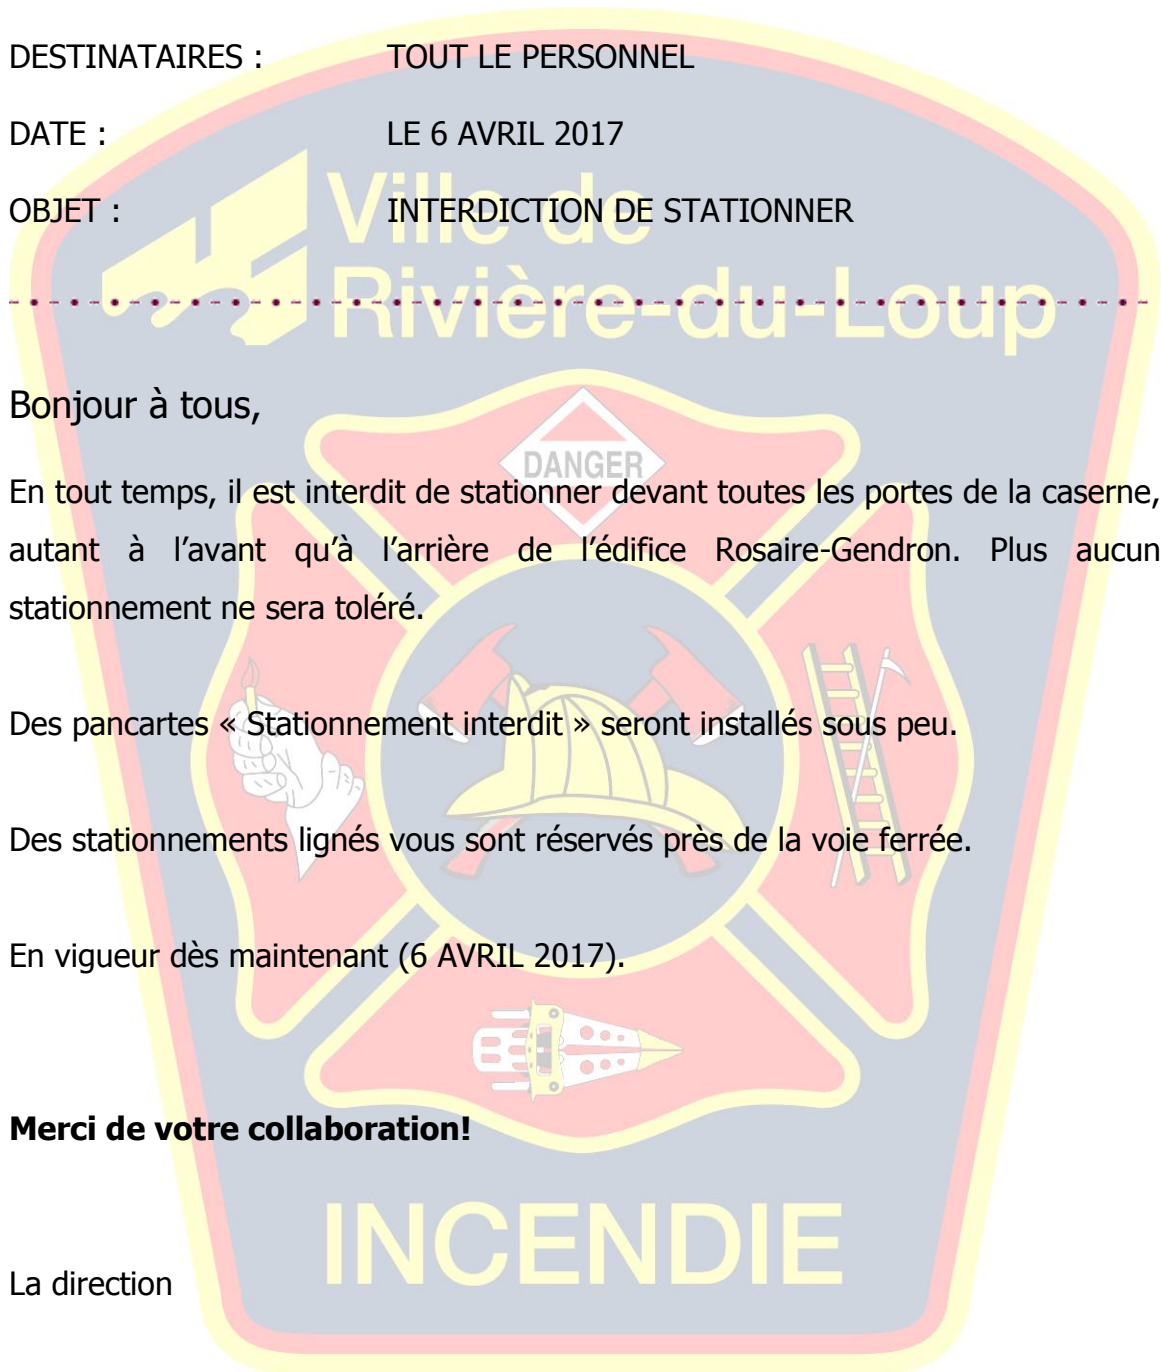 DESTINATAIRES : TOUT LE PERSONNEL
DATE : LE 6 AVRIL 2017
OBJET : INTERDICTION DE STATIONNER
Ville de
Rivière-du-Loup
Bonjour à tous,
DANGER
En tout temps, il est interdit de stationner devant toutes les portes de la caserne,
autant à l’avant qu’à l’arrière de l’édifice Rosaire-Gendron. Plus aucun
stationnement ne sera toléré.
Des pancartes « Stationnement interdit » seront installés sous peu.
Des stationnements lignés vous sont réservés près de la voie ferrée.
En vigueur dès maintenant (6 AVRIL 2017).
Merci de votre collaboration!
INCENDIE
La direction